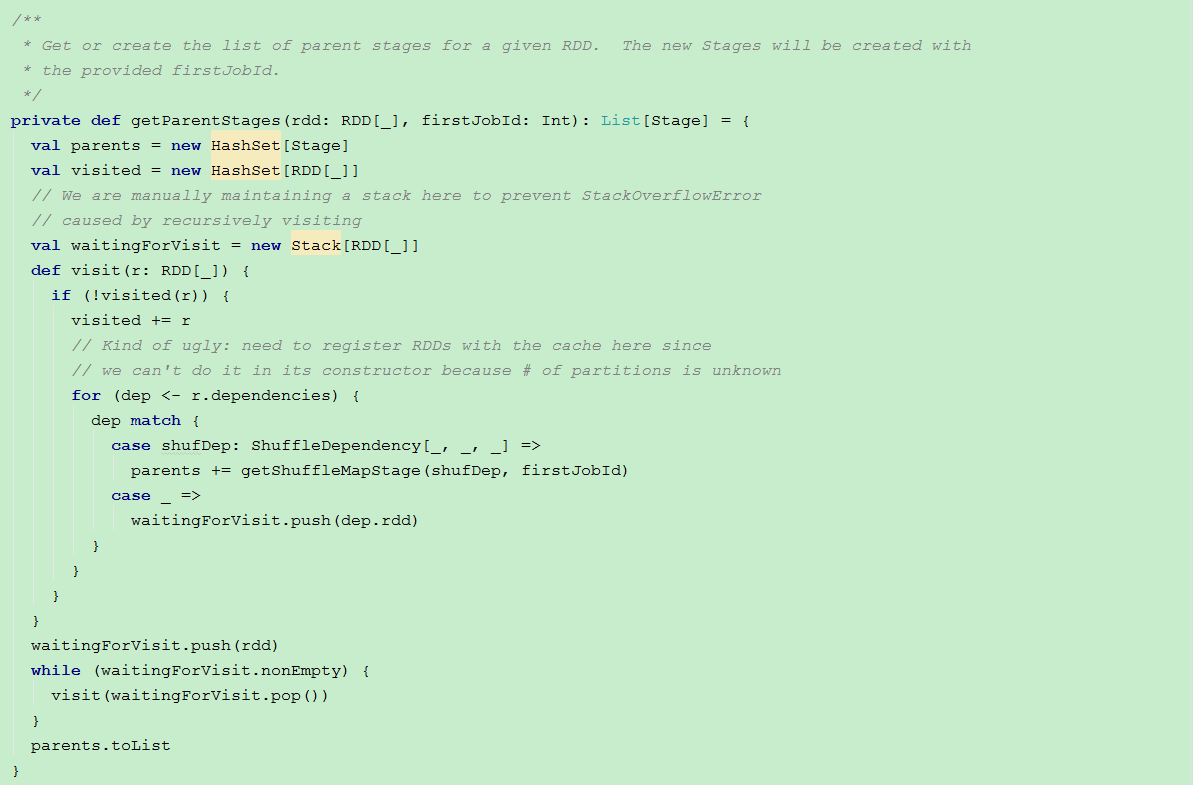 /**
 * Get or create the list of parent stages for a given RDD.  The new Stages will be created with
 * the provided firstJobId.
 */
private def getParentStages(rdd: RDD[_], firstJobId: Int): List[Stage] = {
  val parents = new HashSet[Stage]
  val visited = new HashSet[RDD[_]]
  // We are manually maintaining a stack here to prevent StackOverflowError
  // caused by recursively visiting
  val waitingForVisit = new Stack[RDD[_]]
  def visit(r: RDD[_]) {
    if (!visited(r)) {
      visited += r
      // Kind of ugly: need to register RDDs with the cache here since
      // we can't do it in its constructor because # of partitions is unknown
      for (dep <- r.dependencies) {
        dep match {
          case shufDep: ShuffleDependency[_, _, _] =>
            parents += getShuffleMapStage(shufDep, firstJobId)
          case _ =>
            waitingForVisit.push(dep.rdd)
        }
      }
    }
  }
  waitingForVisit.push(rdd)
  while (waitingForVisit.nonEmpty) {
    visit(waitingForVisit.pop())
  }
  parents.toList
}